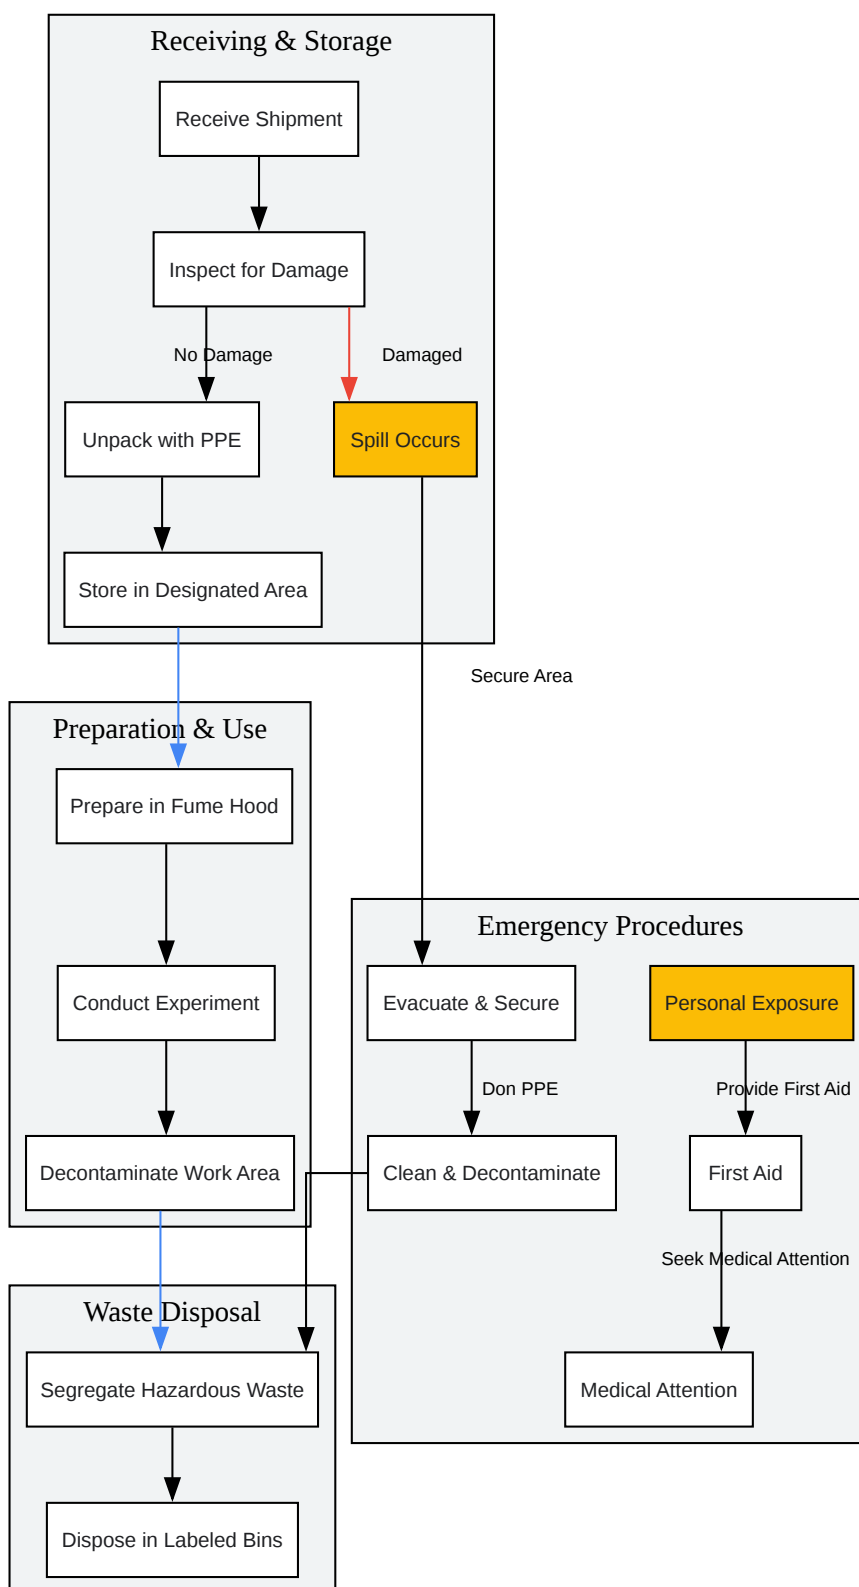 Receiving & Storage
Receive Shipment
Inspect for Damage
No Damage
Damaged
Unpack with PPE
Spill Occurs
Store in Designated Area
Secure Area
Preparation & Use
Prepare in Fume Hood
Emergency Procedures
Conduct Experiment
Evacuate & Secure
Personal Exposure
Don PPE
Provide First Aid
Decontaminate Work Area
Clean & Decontaminate
First Aid
Seek Medical Attention
Waste Disposal
Segregate Hazardous Waste
Medical Attention
Dispose in Labeled Bins